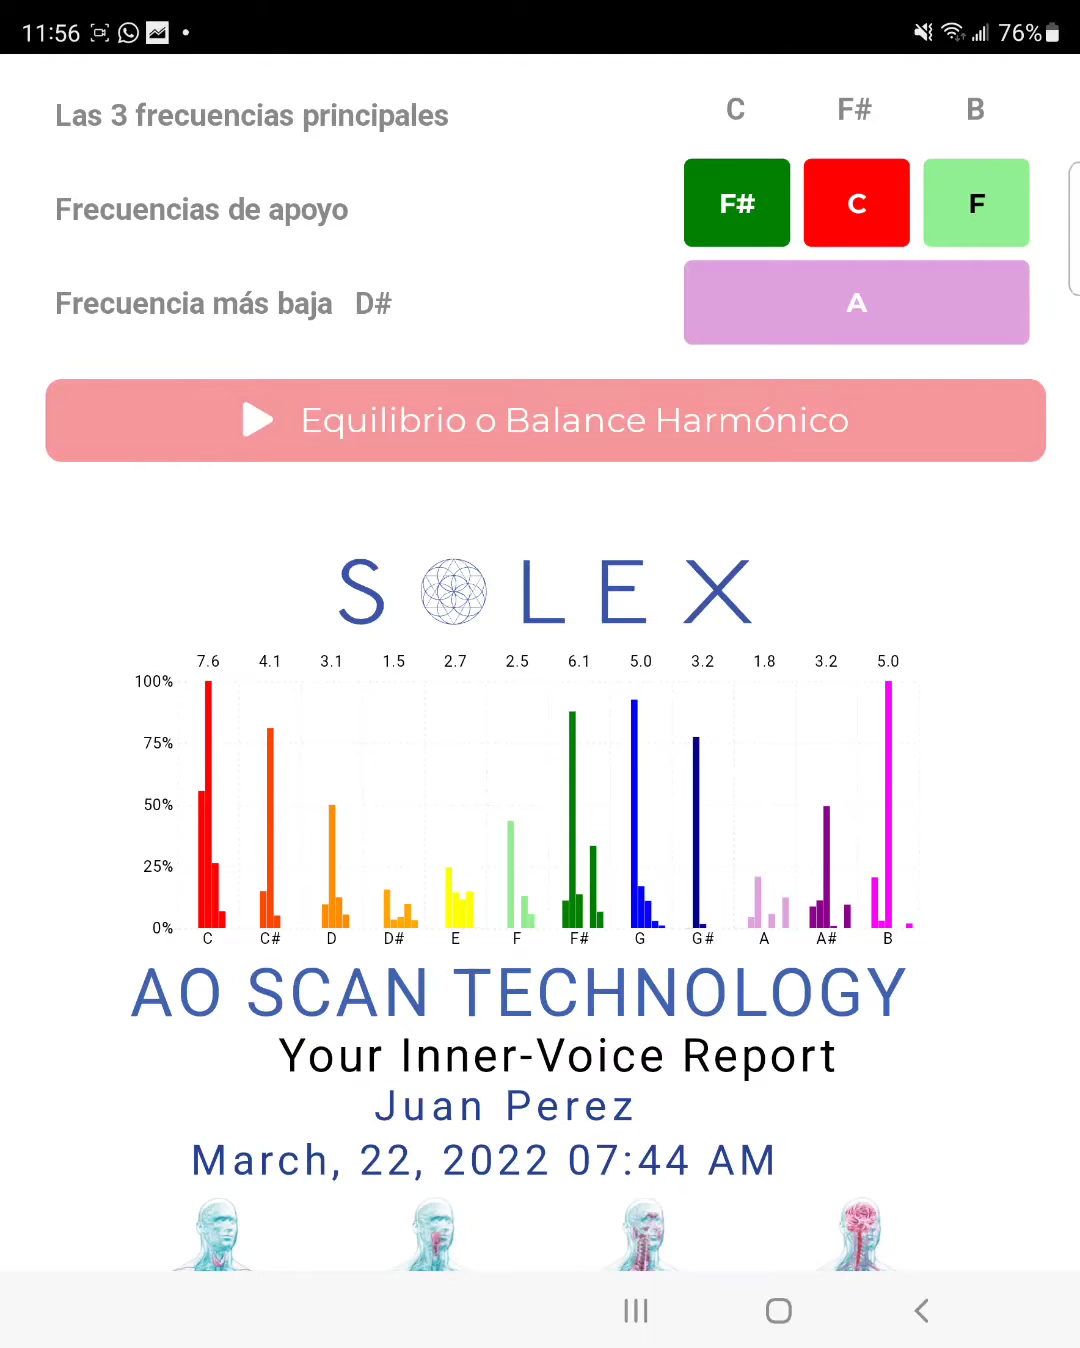 11:56 76%
Las 3 frecuencias principales C F# B
Frecuencias de apoyo F# C F
Frecuencia más baja D# A
Equilibrio o Balance Harmónico
SOLEX
7.6 4.1 3.1 1.5 2.7 2.5 6.1 5.0 3.2 1.8 3.2 5.0
100%
75%
50%
25%
0%
C C# D D# E F F# G G# A A# B
AO SCAN TECHNOLOGY
Your Inner-Voice Report
Juan Perez
March, 22, 2022 07:44 AM